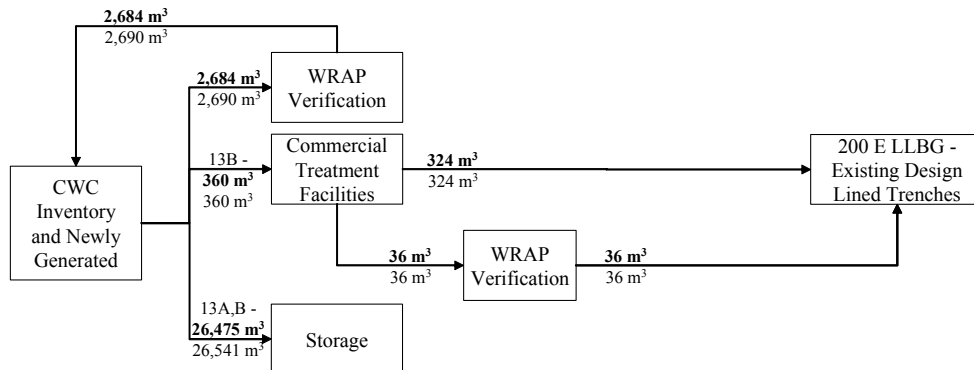 2,684 m³
2,690 m³
2,684 m³
2,690 m³
WRAP
Verification
13B -
360 m³
360 m³
Commercial
Treatment
Facilities
324 m³
324 m³
200 E LLBG -
Existing Design
Lined Trenches
CWC
Inventory
and Newly
Generated
36 m³
36 m³
WRAP
Verification
36 m³
36 m³
13A,B -
26,475 m³
26,541 m³
Storage